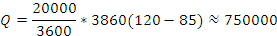 Q = 20000/3600 * 3860(120 − 85) ≈ 750000